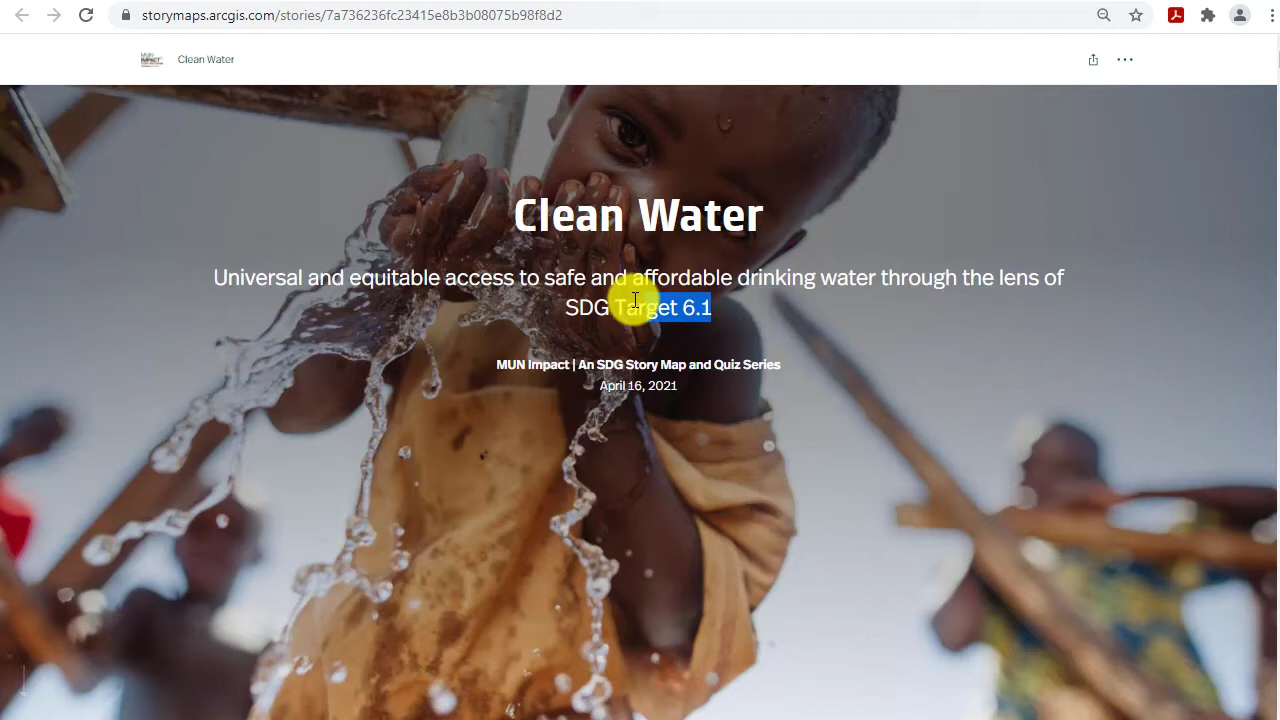 storymaps.arcgis.com/stories/7a736236fc23415e8b3b08075b98f8d2
MUN
IMPACT
Clean Water
Clean Water
Universal and equitable access to safe and affordable drinking water through the lens of
SDG Target 6.1
MUN Impact | An SDG Story Map and Quiz Series
April 16, 2021